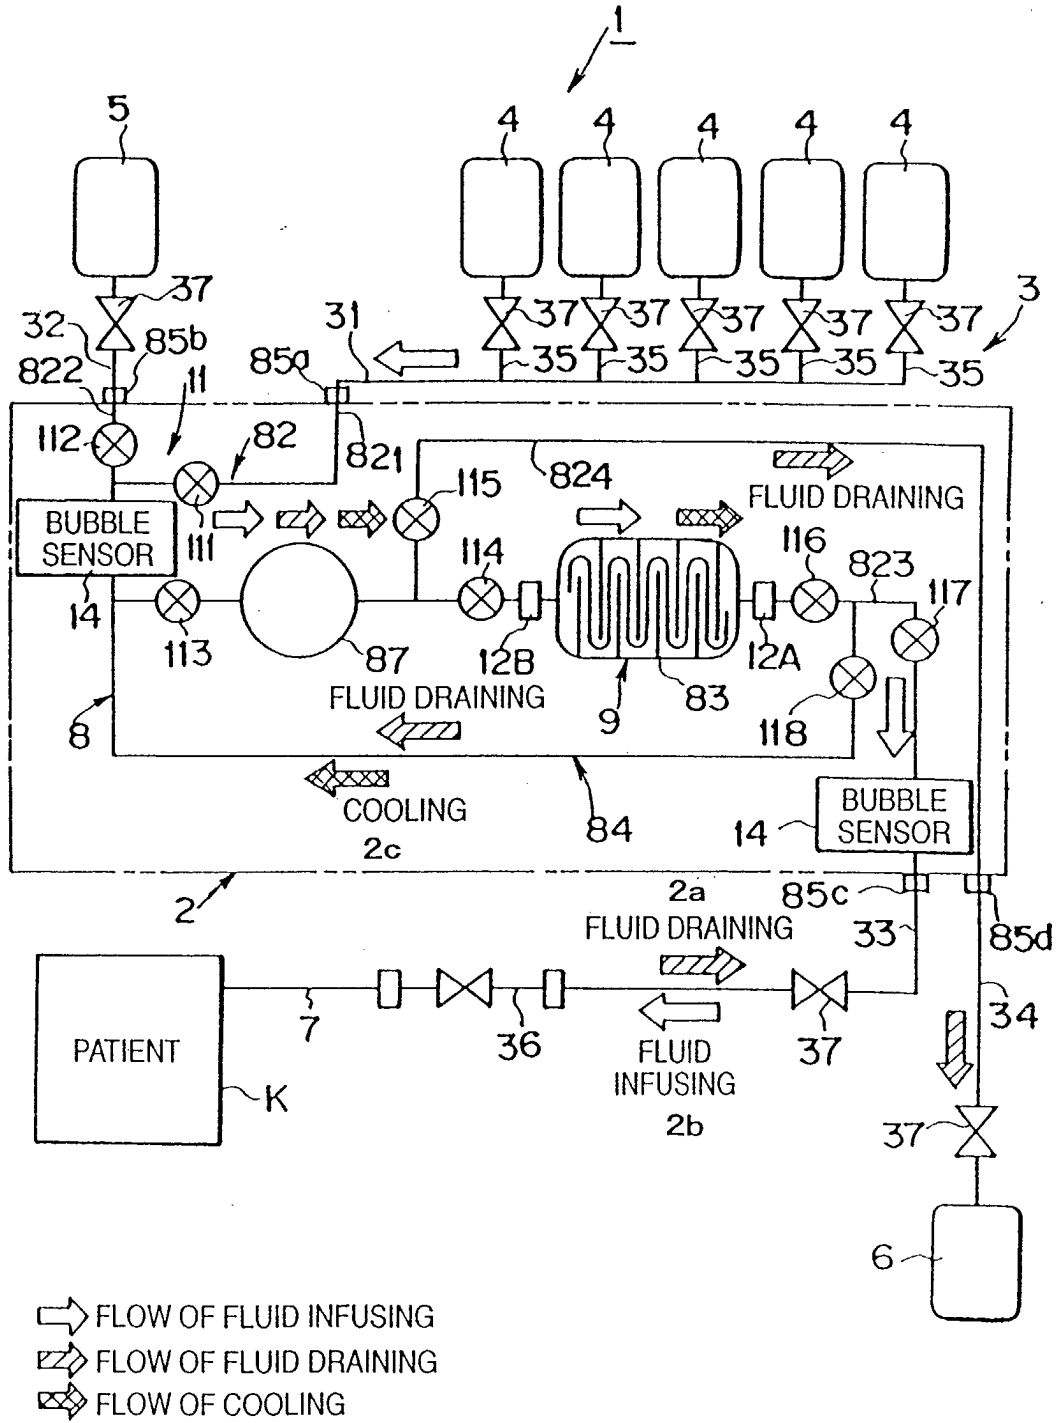 1
5
4 4 4 4 4
37
37 37 37 37 37
3
32
85b
31
85a
35 35 35 35 35
822
11
112
82
821
824
115
FLUID DRAINING
BUBBLE
SENSOR
111
114
116
823
117
14
113
87
12B
12A
FLUID DRAINING
83
8
9
118
COOLING
2c
84
14
BUBBLE
SENSOR
2
2a
85c
FLUID DRAINING
33
85d
7
36
37
34
PATIENT
K
FLUID
INFUSING
2b
37
6
FLOW OF FLUID INFUSING
FLOW OF FLUID DRAINING
FLOW OF COOLING